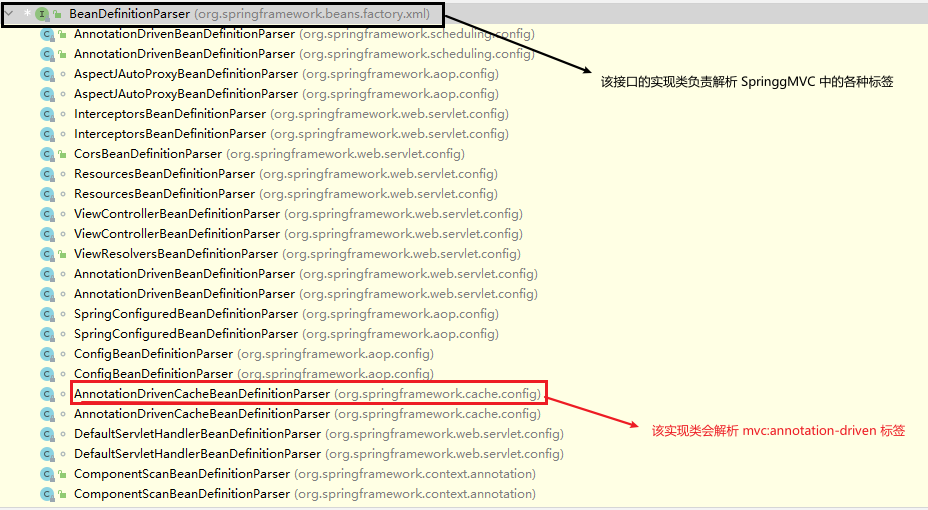 BeanDefinitionParser (org.springframework.beans.factory.xml)
AnnotationDrivenBeanDefinitionParser (org.springframework.scheduling.config)
AnnotationDrivenBeanDefinitionParser (org.springframework.scheduling.config)
AspectJAutoProxyBeanDefinitionParser (org.springframework.aop.config)
该接口的实现类负责解析 SpringgMVC 中的各种标签
AspectJAutoProxyBeanDefinitionParser (org.springframework.aop.config)
InterceptorsBeanDefinitionParser (org.springframework.web.servlet.config)
InterceptorsBeanDefinitionParser (org.springframework.web.servlet.config)
CorsBeanDefinitionParser (org.springframework.web.servlet.config)
ResourcesBeanDefinitionParser (org.springframework.web.servlet.config)
ResourcesBeanDefinitionParser (org.springframework.web.servlet.config)
ViewControllerBeanDefinitionParser (org.springframework.web.servlet.config)
ViewControllerBeanDefinitionParser (org.springframework.web.servlet.config)
ViewResolversBeanDefinitionParser (org.springframework.web.servlet.config)
AnnotationDrivenBeanDefinitionParser (org.springframework.web.servlet.config)
AnnotationDrivenBeanDefinitionParser (org.springframework.web.servlet.config)
SpringConfiguredBeanDefinitionParser (org.springframework.aop.config)
SpringConfiguredBeanDefinitionParser (org.springframework.aop.config)
ConfigBeanDefinitionParser (org.springframework.aop.config)
ConfigBeanDefinitionParser (org.springframework.aop.config)
AnnotationDrivenCacheBeanDefinitionParser (org.springframework.cache.config)
AnnotationDrivenCacheBeanDefinitionParser (org.springframework.cache.config)
该实现类会解析 mvc:annotation-driven 标签
DefaultServletHandlerBeanDefinitionParser (org.springframework.web.servlet.config)
DefaultServletHandlerBeanDefinitionParser (org.springframework.web.servlet.config)
ComponentScanBeanDefinitionParser (org.springframework.context.annotation)
ComponentScanBeanDefinitionParser (org.springframework.context.annotation)